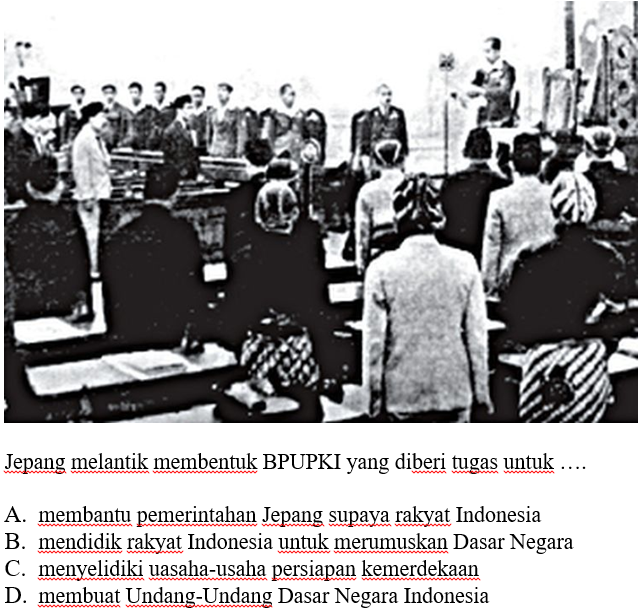 Jepang melantik membentuk BPUPKI yang diberi tugas untuk ….
A. membantu pemerintahan Jepang supaya rakyat Indonesia
B. mendidik rakyat Indonesia untuk merumuskan Dasar Negara
C. menyelidiki uasaha-usaha persiapan kemerdekaan
D. membuat Undang-Undang Dasar Negara Indonesia